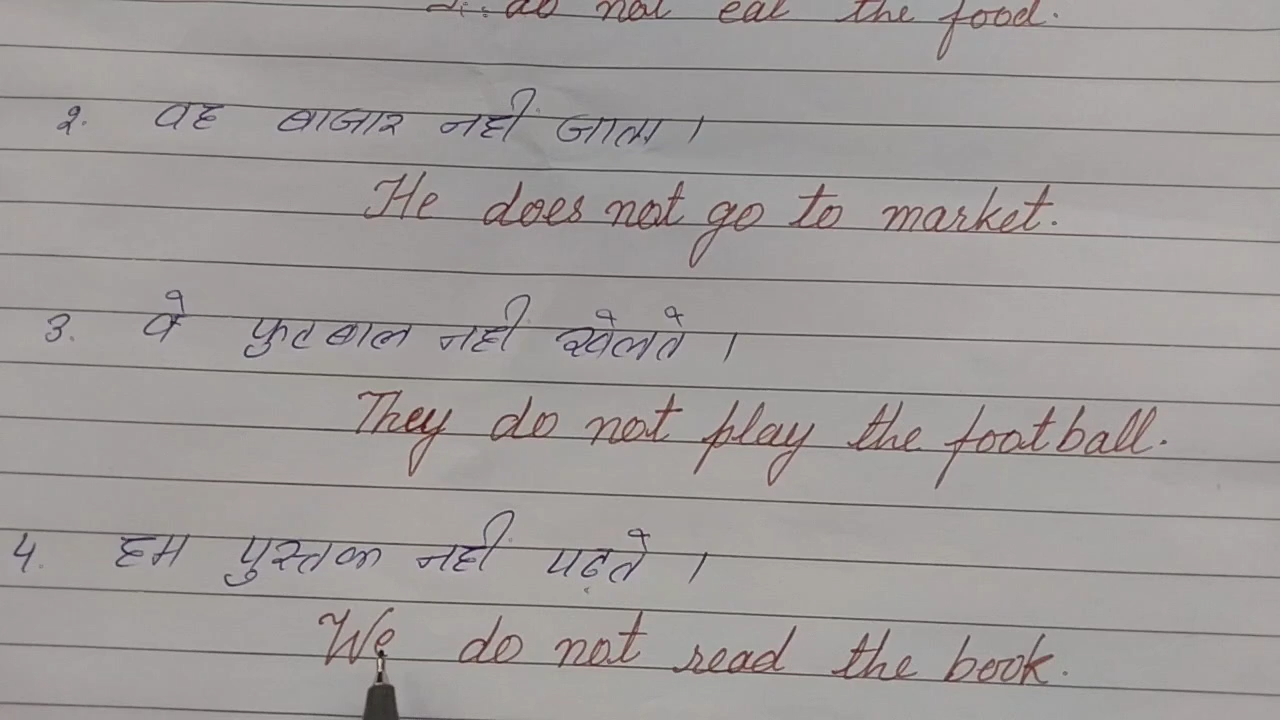 do not eat the food.
2. वह बाजार नहीं जाता ।
He does not go to market.
3. वे फुटबाल नहीं खेलते ।
They do not play the football.
4. हम पुस्तक नहीं पढ़ते ।
We do not read the book.